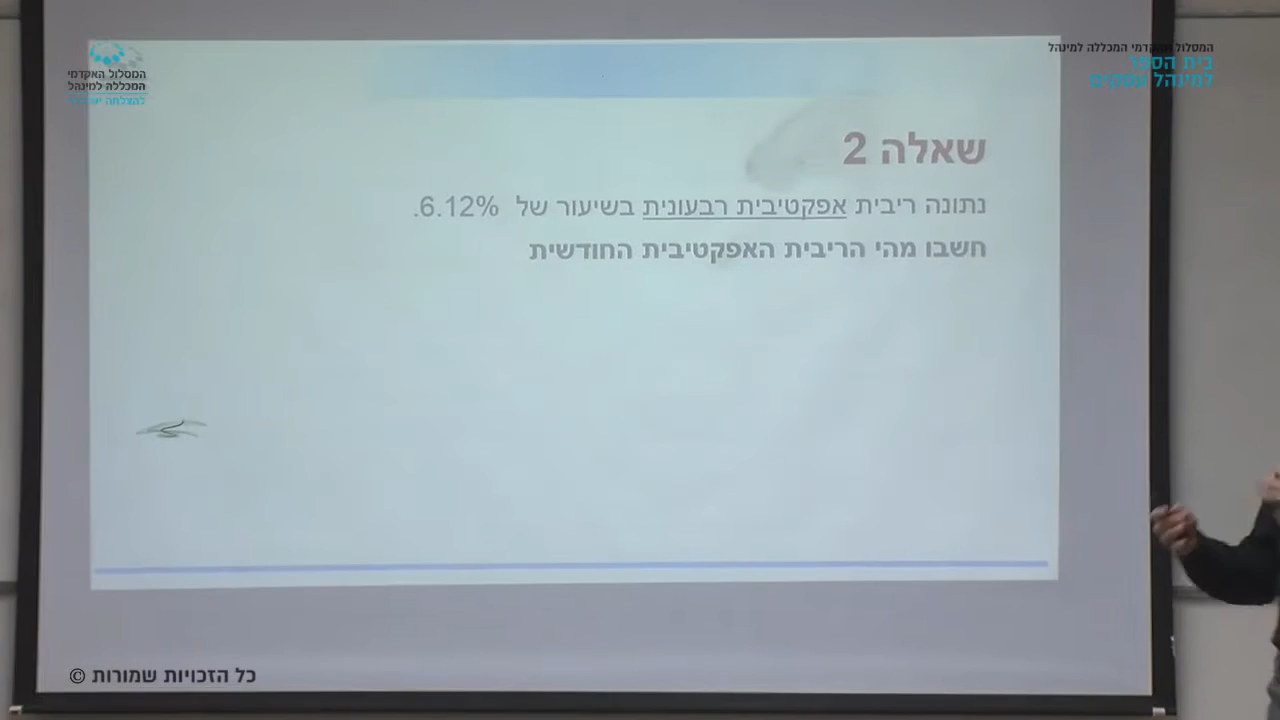 המסלול האקדמי המכללה למינהל
בית הספר
למינהל עסקים
המסלול האקדמי
המכללה למינהל
שאלה 2
נתונה ריבית אפקטיבית רבעונית בשיעור של 6.12%.
חשבו מהי הריבית האפקטיבית החודשית
כל הזכויות שמורות ©